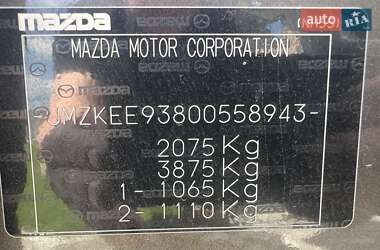 mazda
auto RIA
MAZDA MOTOR CORPORATION
-JMZKEE93800558943-
2075 Kg
3875 Kg
1 - 1065 Kg
2 - 1110 Kg